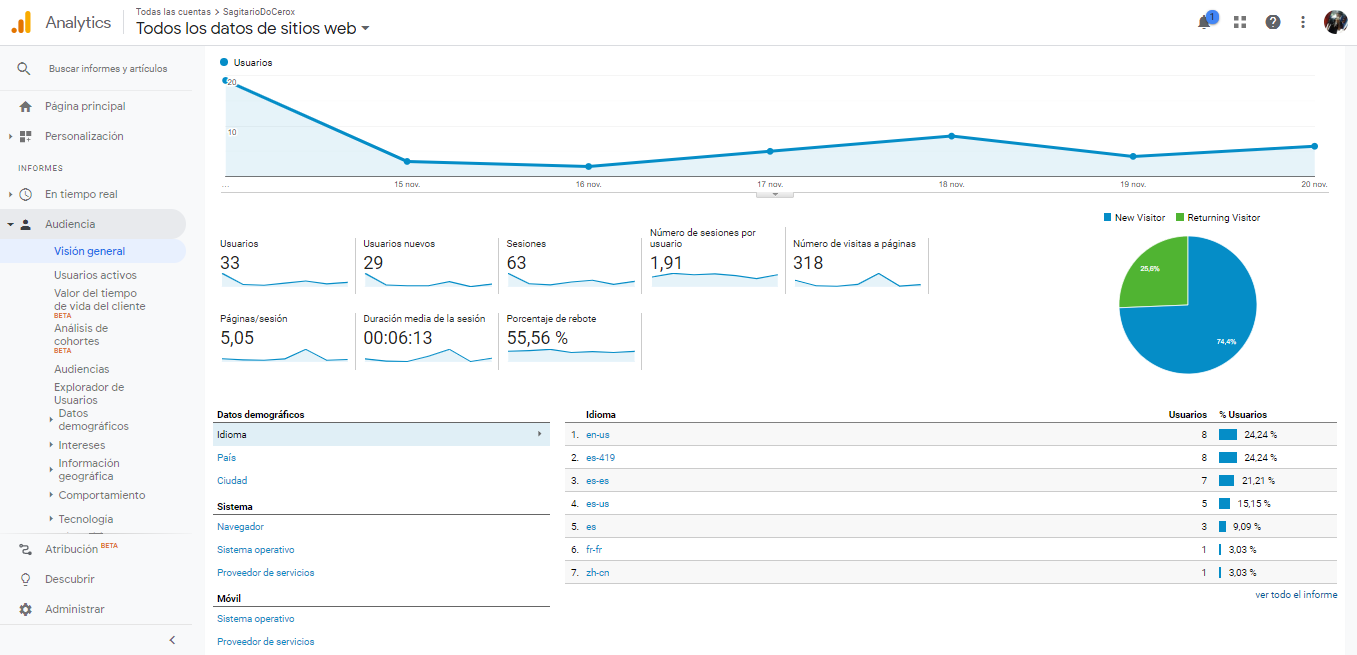 Analytics
Todas las cuentas > SagitarioDoCerox
Todos los datos de sitios web
1
Buscar informes y artículos
Página principal
Personalización
INFORMES
En tiempo real
Audiencia
Visión general
Usuarios activos
Valor del tiempo
de vida del cliente
BETA
Análisis de
cohortes
BETA
Audiencias
Explorador de
Usuarios
Datos
demográficos
Intereses
Información
geográfica
Comportamiento
Tecnología
Atribución BETA
Descubrir
Administrar
Usuarios
20
10
...
15 nov.
16 nov.
17 nov.
18 nov.
19 nov.
20 nov.
New Visitor
Returning Visitor
Usuarios
33
Usuarios nuevos
29
Sesiones
63
Número de sesiones por
usuario
1,91
Número de visitas a páginas
318
Páginas/sesión
5,05
Duración media de la sesión
00:06:13
Porcentaje de rebote
55,56 %
25,6%
74,4%
Datos demográficos
Idioma
País
Ciudad
Sistema
Navegador
Sistema operativo
Proveedor de servicios
Móvil
Sistema operativo
Proveedor de servicios
Idioma Usuarios % Usuarios
1. en-us 8 24,24 %
2. es-419 8 24,24 %
3. es-es 7 21,21 %
4. es-us 5 15,15 %
5. es 3 9,09 %
6. fr-fr 1 3,03 %
7. zh-cn 1 3,03 %
ver todo el informe